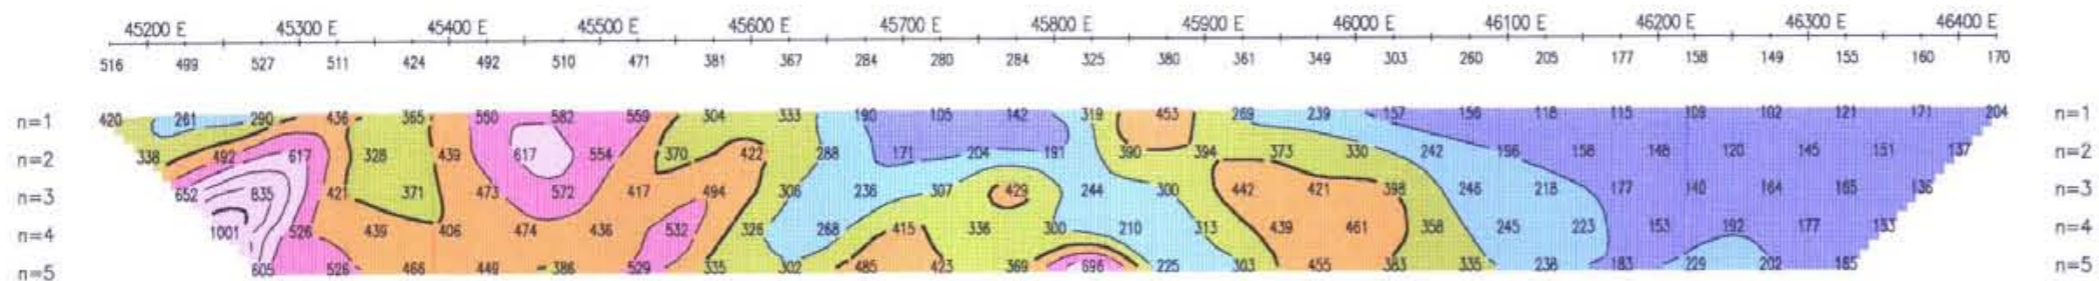 45200 E 45300 E 45400 E 45500 E 45600 E 45700 E 45800 E 45900 E 46000 E 46100 E 46200 E 46300 E 46400 E
516 499 527 511 424 492 510 471 381 367 284 280 284 325 380 361 349 303 260 205 177 158 149 155 160 170
n=1 420 261 290 436 365 550 582 559 304 333 190 105 142 319 453 269 239 157 156 118 115 108 102 121 171 204 n=1
n=2 338 492 617 328 439 617 554 370 422 288 171 204 191 390 394 373 330 242 196 158 148 120 145 151 137 n=2
n=3 652 835 421 371 473 572 417 494 306 236 307 429 244 300 442 421 398 246 218 177 140 164 165 136 n=3
n=4 1001 526 439 406 474 436 532 326 268 415 336 300 210 313 439 461 358 245 223 153 192 177 153 n=4
n=5 605 526 466 449 386 529 335 302 485 423 369 696 225 303 455 383 335 236 183 229 202 165 n=5